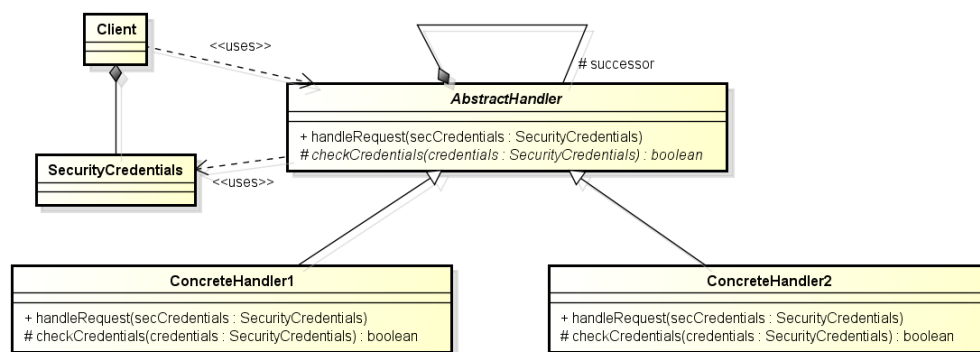 Client
<<uses>>
# successor
AbstractHandler
+ handleRequest(secCredentials : SecurityCredentials)
# checkCredentials(credentials : SecurityCredentials) : boolean
SecurityCredentials
<<uses>>
ConcreteHandler1
+ handleRequest(secCredentials : SecurityCredentials)
# checkCredentials(credentials : SecurityCredentials) : boolean
ConcreteHandler2
+ handleRequest(secCredentials : SecurityCredentials)
# checkCredentials(credentials : SecurityCredentials) : boolean